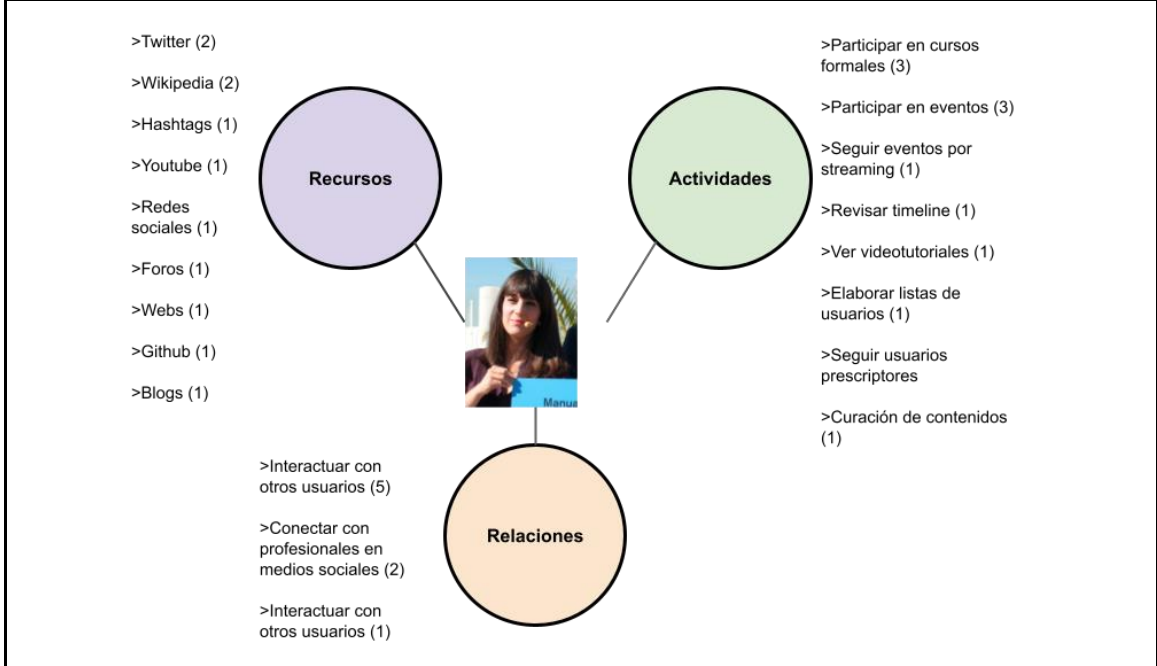 >Twitter (2)
>Wikipedia (2)
>Hashtags (1)
>Youtube (1)
>Redes
sociales (1)
>Foros (1)
>Webs (1)
>Github (1)
>Blogs (1)
Recursos
Actividades
>Participar en cursos
formales (3)
>Participar en eventos (3)
>Seguir eventos por
streaming (1)
>Revisar timeline (1)
>Ver videotutoriales (1)
>Elaborar listas de
usuarios (1)
>Seguir usuarios
prescriptores
>Curación de contenidos
(1)
Manua
>Interactuar con
otros usuarios (5)
>Conectar con
profesionales en
medios sociales (2)
>Interactuar con
otros usuarios (1)
Relaciones